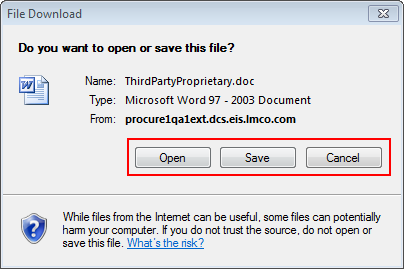 File Download
Do you want to open or save this file?
Name: ThirdPartyProprietary.doc
Type: Microsoft Word 97 - 2003 Document
From: procure1qa1ext.dcs.eis.lmco.com
Open Save Cancel
While files from the Internet can be useful, some files can potentially
harm your computer. If you do not trust the source, do not open or
save this file. What's the risk?